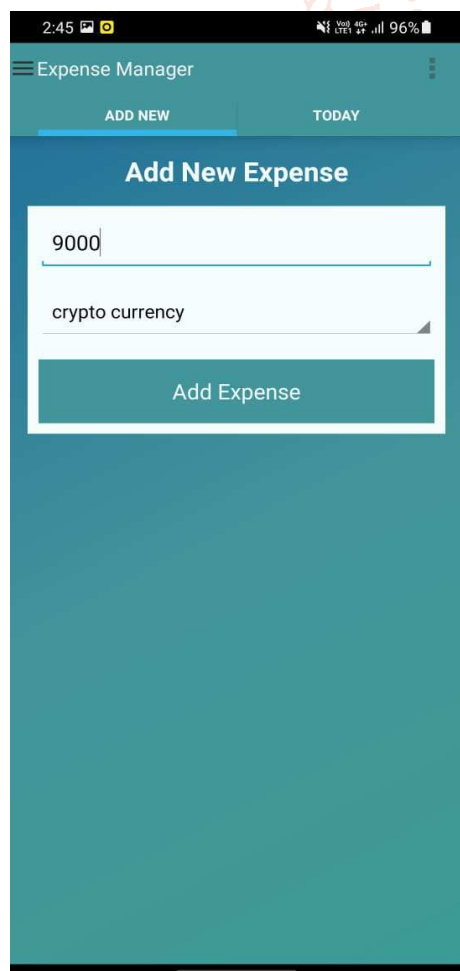 2:45 96%
Expense Manager
ADD NEW TODAY
Add New Expense
9000
crypto currency
Add Expense